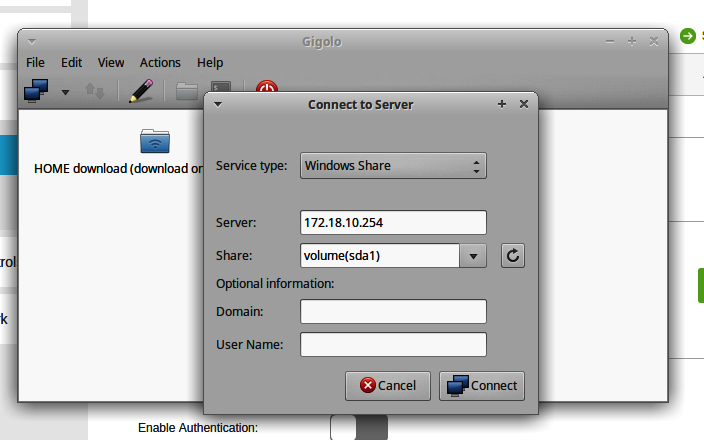 Gigolo
File Edit View Actions Help
Connect to Server
HOME download (download or
Service type: Windows Share
Server: 172.18.10.254
Share: volume(sda1)
Optional information:
Domain:
User Name:
Cancel Connect
Enable Authentication: